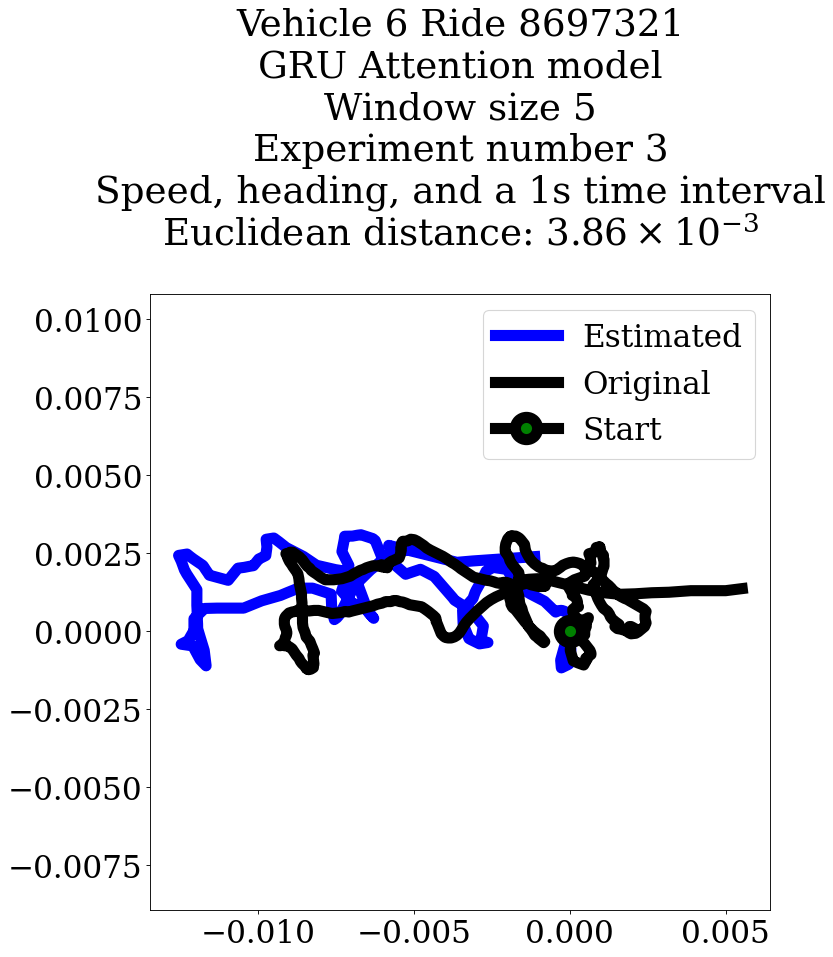 Vehicle 6 Ride 8697321
GRU Attention model
Window size 5
Experiment number 3
Speed, heading, and a 1s time interval
Euclidean distance: 3.86 × 10⁻³
Estimated
Original
Start
0.0100
0.0075
0.0050
0.0025
0.0000
−0.0025
−0.0050
−0.0075
−0.010
−0.005
0.000
0.005